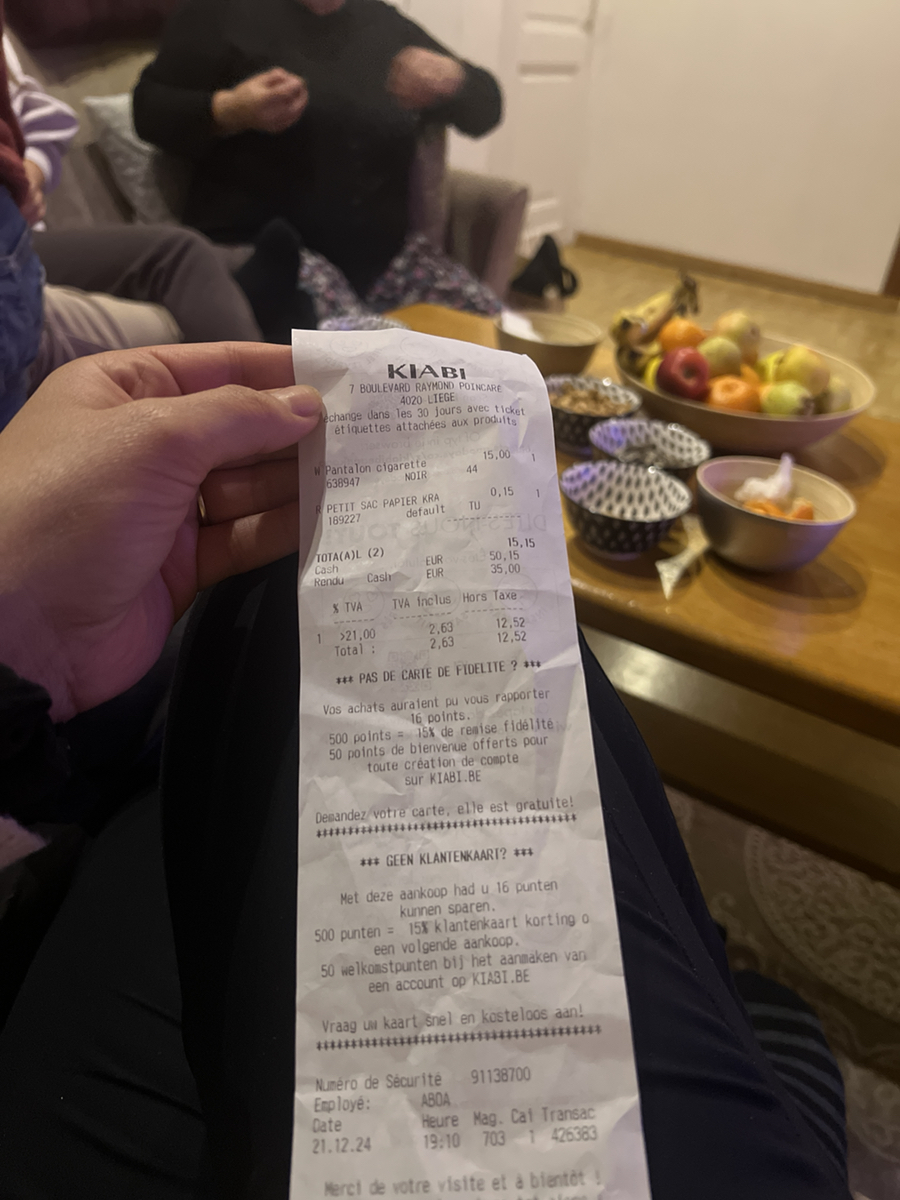 KIABI
7 BOULEVARD RAYMOND POINCARE
4020 LIEGE
échange dans les 30 jours avec ticket
étiquettes attachées aux produits
W Pantalon cigarette 15,00 1
638947 NOIR 44
R PETIT SAC PAPIER KRA 0,15 1
189227 default TU
TOTA(A)L (2) 15,15
Cash EUR 50,15
Rendu Cash EUR 35,00
% TVA TVA inclus Hors Taxe
1 >21,00 2,63 12,52
Total : 2,63 12,52
*** PAS DE CARTE DE FIDELITE ? ***
Vos achats auraient pu vous rapporter
16 points.
500 points = 15% de remise fidélité
50 points de bienvenue offerts pour
toute création de compte
sur KIABI.BE
Demandez votre carte, elle est gratuite!
*** GEEN KLANTENKAART? ***
Met deze aankoop had u 16 punten
kunnen sparen.
500 punten = 15% klantenkaart korting o
een volgende aankoop.
50 welkomstpunten bij het aanmaken van
een account op KIABI.BE
Vraag uw kaart snel en kosteloos aan!
Numéro de Sécurité 91138700
Employé: ABOA
Date Heure Mag. Cai Transac
21.12.24 19:10 703 1 426383
Merci de votre visite et à bientôt !